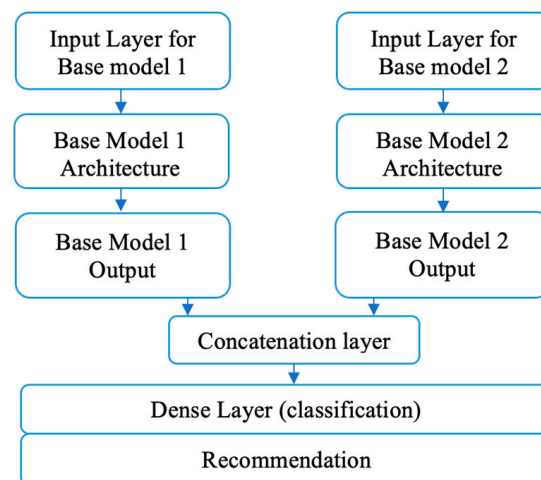 Input Layer for
Base model 1
Input Layer for
Base model 2
Base Model 1
Architecture
Base Model 2
Architecture
Base Model 1
Output
Base Model 2
Output
Concatenation layer
Dense Layer (classification)
Recommendation